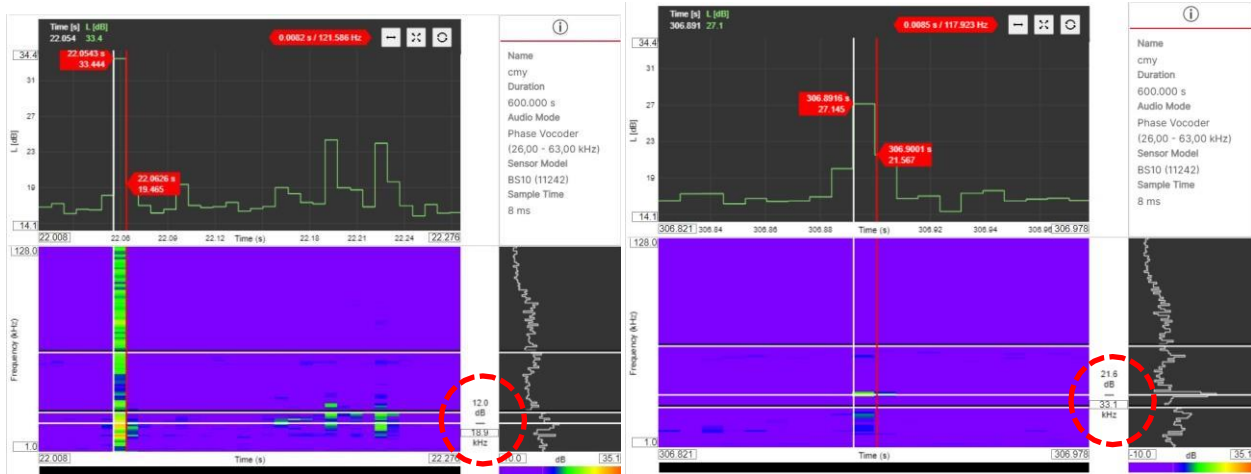 Time [s] L [dB]
22.054 33.4
0.0082 s / 121.586 Hz
34.4
22.0543 s
33.444
31
27
23
19
14.1
L [dB]
22.0626 s
19.465
22.008
22.06
22.09
22.12
Time (s)
22.18
22.21
22.24
22.276
Name
cmy
Duration
600.000 s
Audio Mode
Phase Vocoder
(26,00 - 63,00 kHz)
Sensor Model
BS10 (11242)
Sample Time
8 ms
128.0
Frequency (kHz)
1.0
12.0
dB
18.9
kHz
22.008
Time (s)
22.276
dB
35.1
Time [s] L [dB]
306.891 27.1
0.0085 s / 117.923 Hz
34.4
31
27
23
19
14.1
L [dB]
306.8916 s
27.145
306.9001 s
21.567
306.821
306.84
306.86
306.88
Time (s)
306.92
306.94
306.96
306.978
Name
cmy
Duration
600.000 s
Audio Mode
Phase Vocoder
(26,00 - 63,00 kHz)
Sensor Model
BS10 (11242)
Sample Time
8 ms
128.0
Frequency (kHz)
1.0
21.6
dB
33.1
kHz
306.821
Time (s)
306.978
-10.0
dB
35.1